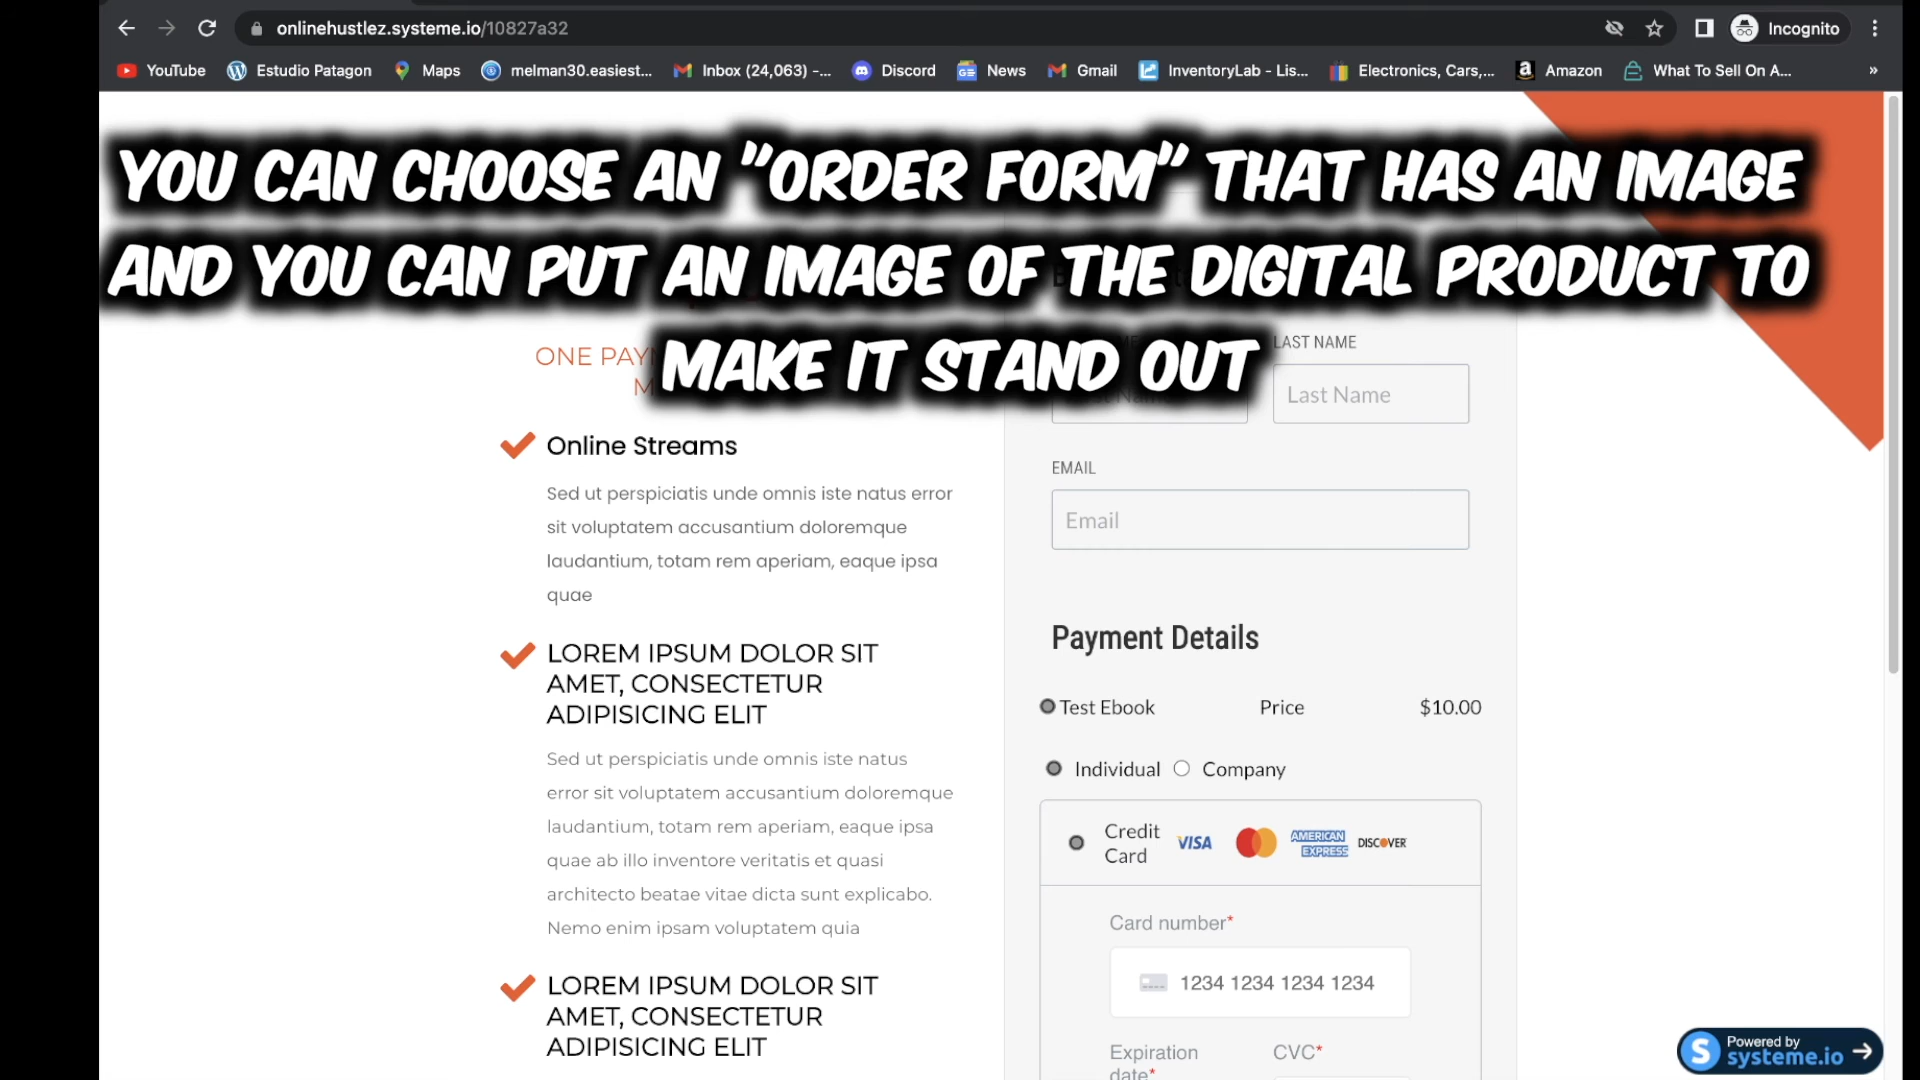 onlinehustlez.systeme.io/10827a32
Incognito
YouTube
Estudio Patagon
Maps
melman30.easiest...
Inbox (24,063) -...
Discord
News
Gmail
InventoryLab - Lis...
Electronics, Cars,...
Amazon
What To Sell On A...
»
YOU CAN CHOOSE AN "ORDER FORM" THAT HAS AN IMAGE
AND YOU CAN PUT AN IMAGE OF THE DIGITAL PRODUCT TO
MAKE IT STAND OUT
ONE
Online Streams
Sed ut perspiciatis unde omnis iste natus error
sit voluptatem accusantium doloremque
laudantium, totam rem aperiam, eaque ipsa
quae
LOREM IPSUM DOLOR SIT
AMET, CONSECTETUR
ADIPISICING ELIT
Sed ut perspiciatis unde omnis iste natus
error sit voluptatem accusantium doloremque
laudantium, totam rem aperiam, eaque ipsa
quae ab illo inventore veritatis et quasi
architecto beatae vitae dicta sunt explicabo.
Nemo enim ipsam voluptatem quia
LOREM IPSUM DOLOR SIT
AMET, CONSECTETUR
ADIPISICING ELIT
LAST NAME
Last Name
EMAIL
Email
Payment Details
Test Ebook Price $10.00
Individual Company
Credit
Card
VISA
AMERICAN
EXPRESS
DISCOVER
Card number*
1234 1234 1234 1234
Expiration
date*
CVC*
Powered by
systeme.io